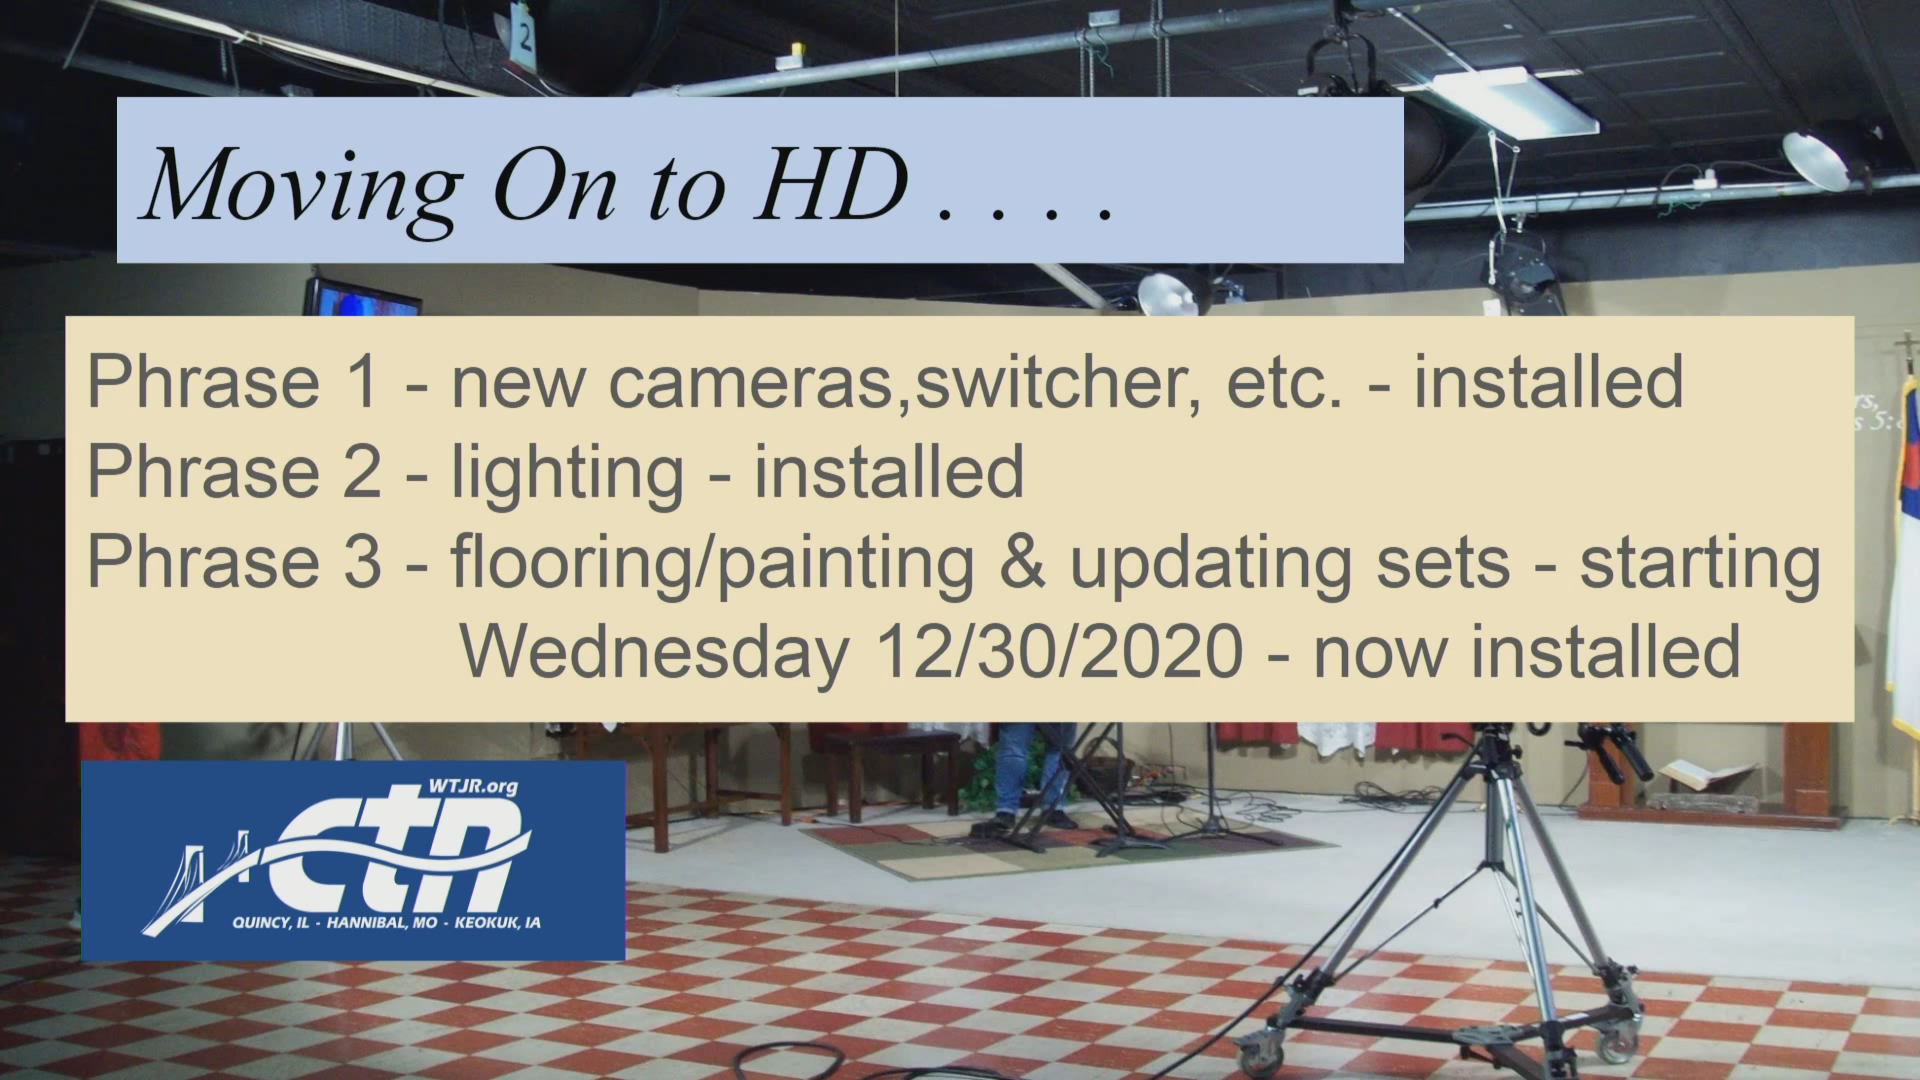 2
Moving On to HD . . . .
Phrase 1 - new cameras,switcher, etc. - installed
Phrase 2 - lighting - installed
Phrase 3 - flooring/painting & updating sets - starting
Wednesday 12/30/2020 - now installed
WTJR.org
ctn
QUINCY, IL - HANNIBAL, MO - KEOKUK, IA